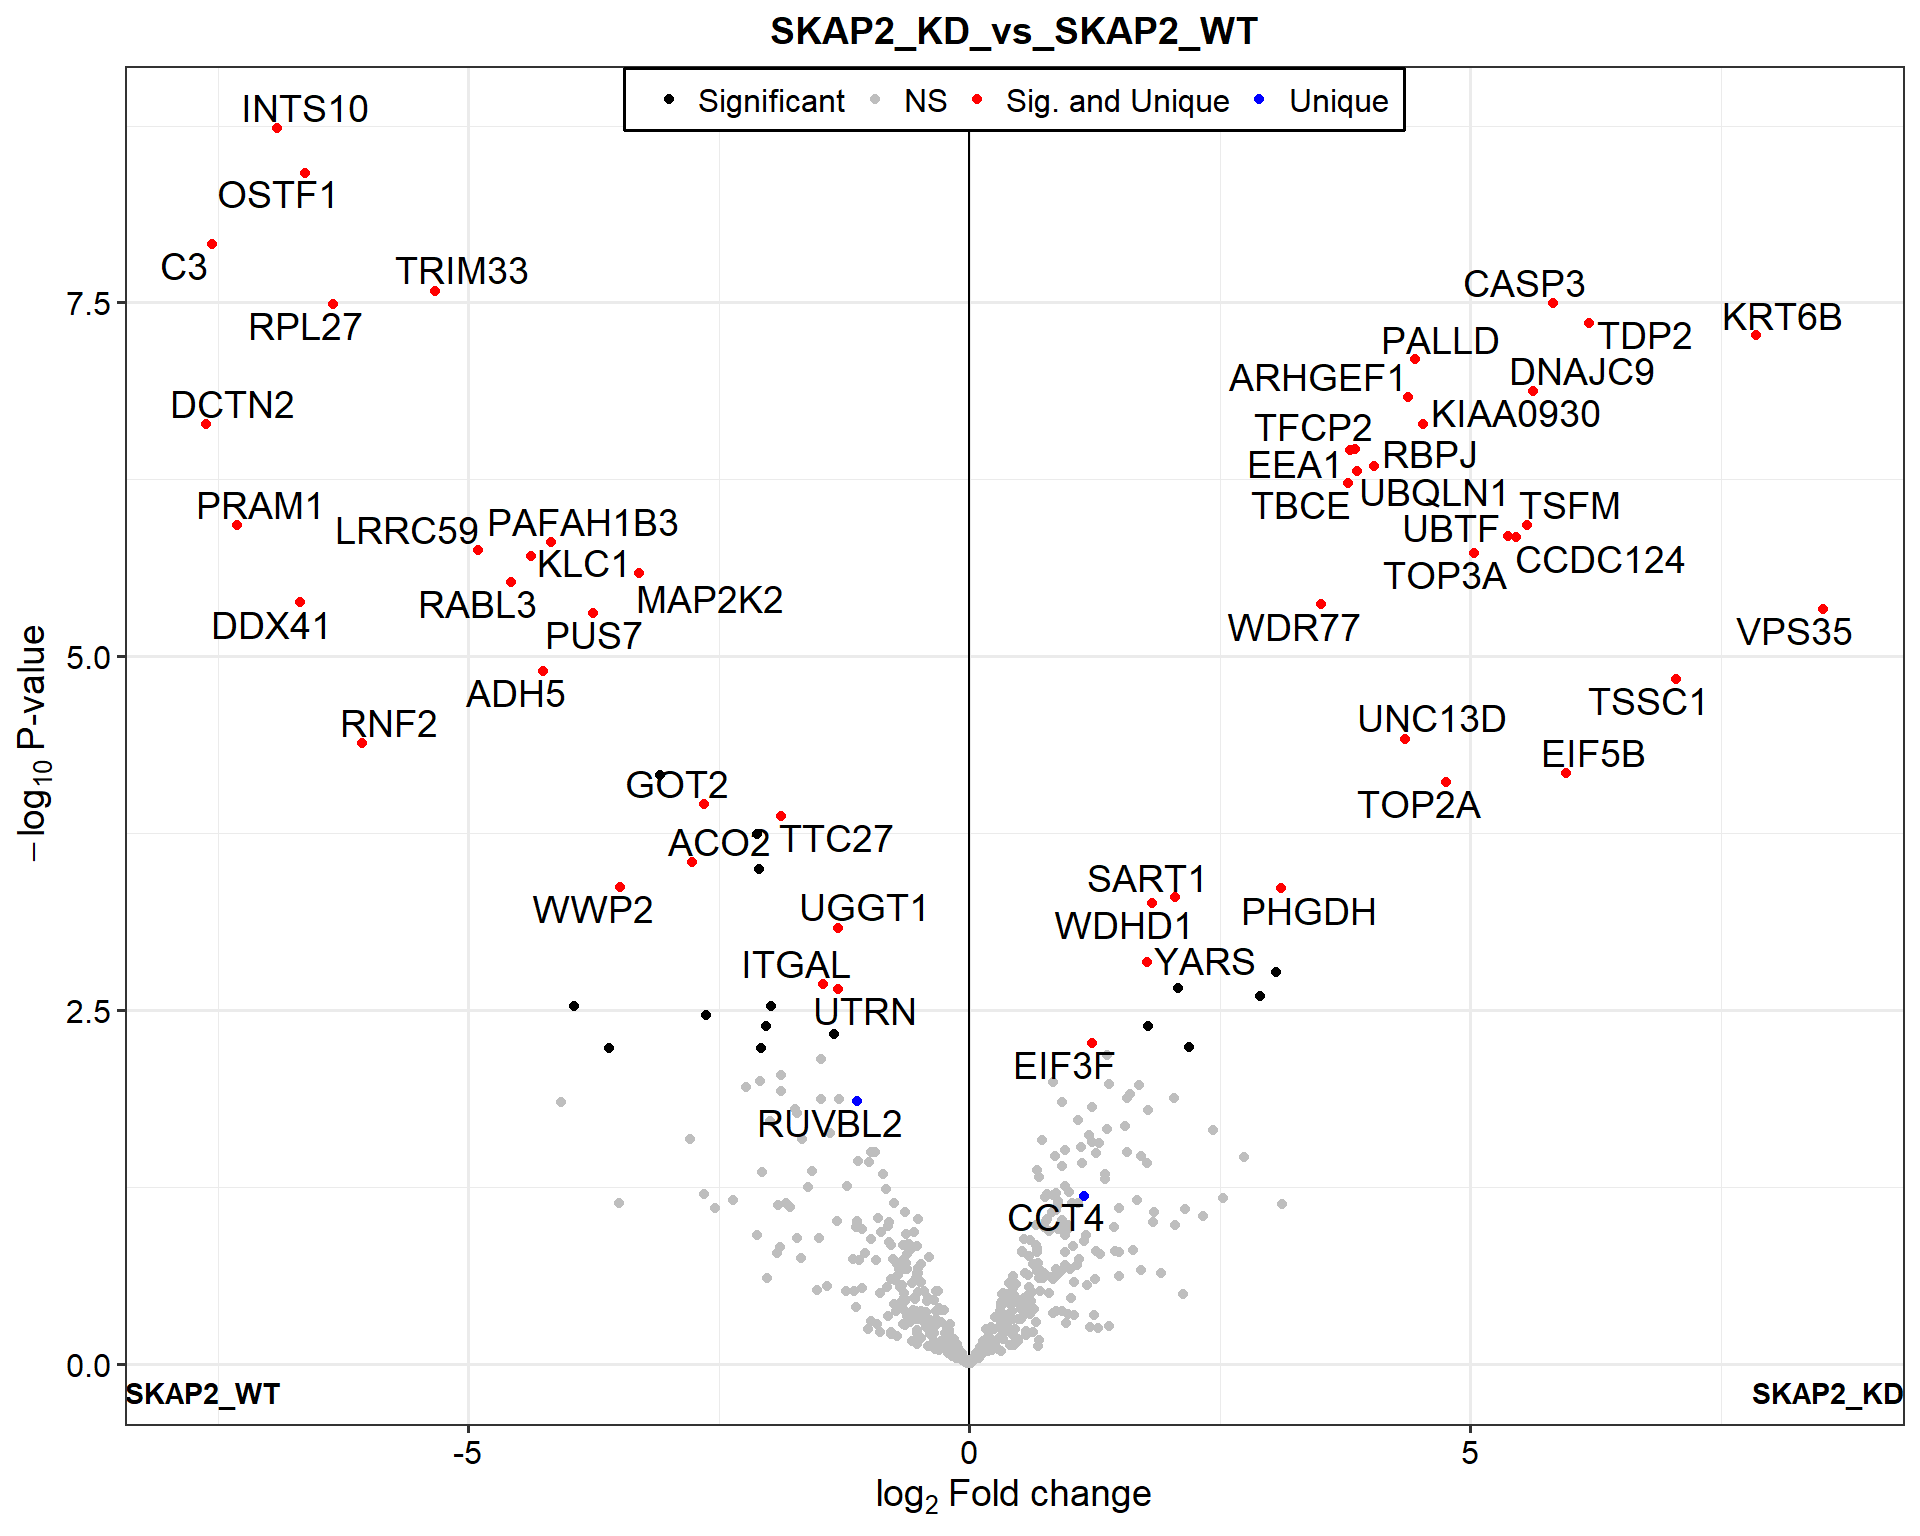 SKAP2_KD_vs_SKAP2_WT
Significant NS Sig. and Unique Unique
INTS10
OSTF1
C3
TRIM33
RPL27
DCTN2
PRAM1
LRRC59
PAFAH1B3
KLC1
RABL3
MAP2K2
DDX41
PUS7
ADH5
RNF2
GOT2
ACO2
TTC27
WWP2
UGGT1
ITGAL
UTRN
RUVBL2
CASP3
KRT6B
TDP2
PALLD
DNAJC9
ARHGEF1
KIAA0930
TFCP2
RBPJ
EEA1
UBQLN1
TBCE
TSFM
UBTF
CCDC124
TOP3A
WDR77
VPS35
TSSC1
UNC13D
EIF5B
TOP2A
SART1
PHGDH
WDHD1
YARS
EIF3F
CCT4
7.5
5.0
2.5
0.0
−log10 P-value
SKAP2_WT
SKAP2_KD
-5 0 5
log2 Fold change